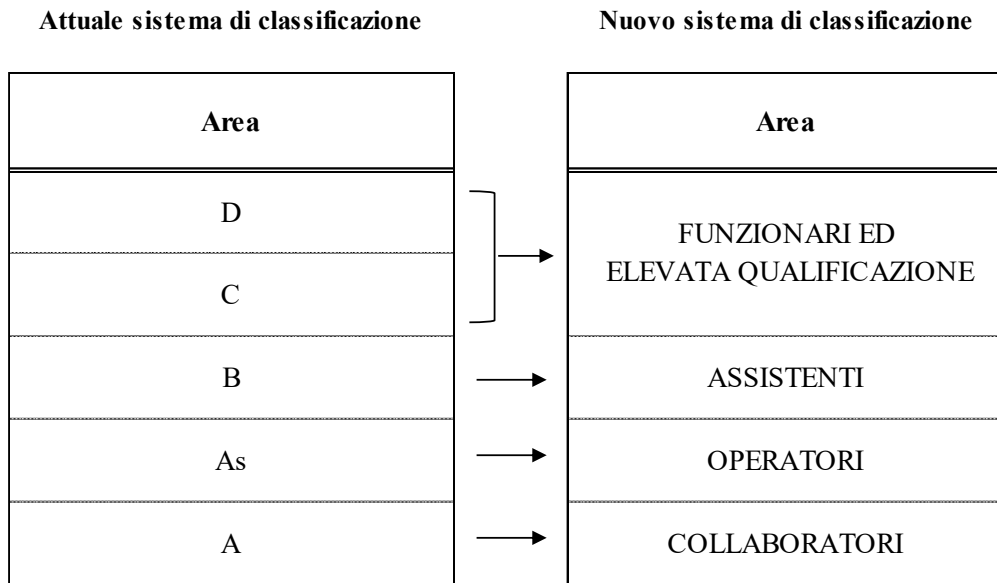 Attuale sistema di classificazione
Nuovo sistema di classificazione
Area
Area
D
C
FUNZIONARI ED
ELEVATA QUALIFICAZIONE
B
ASSISTENTI
As
OPERATORI
A
COLLABORATORI